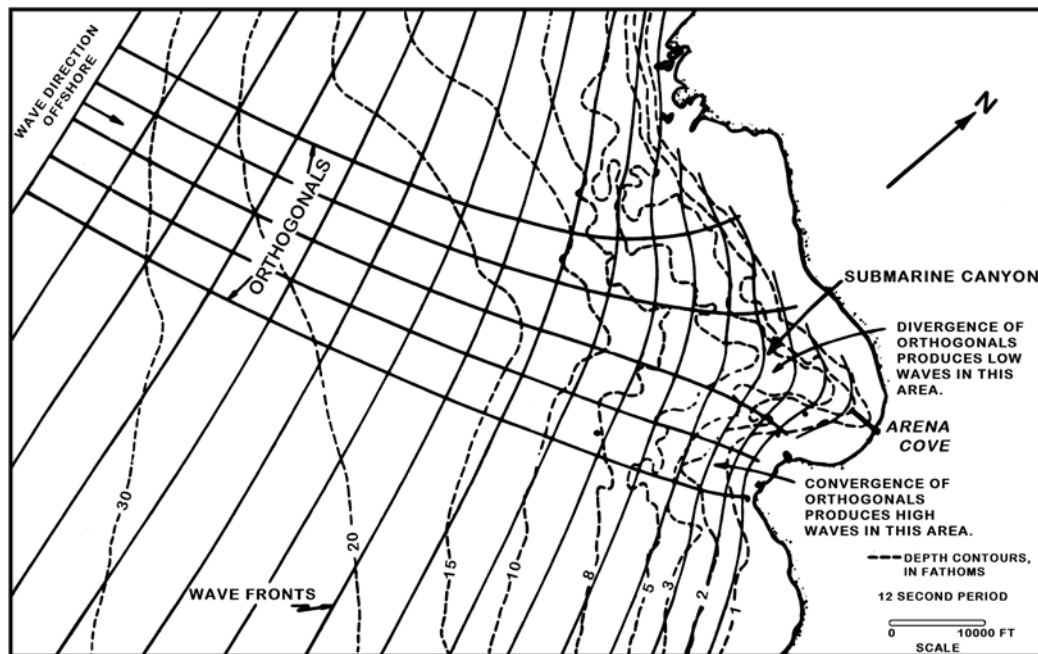 WAVE DIRECTION
OFFSHORE
ORTHOGONALS
N
SUBMARINE CANYON
DIVERGENCE OF
ORTHOGONALS
PRODUCES LOW
WAVES IN THIS
AREA.
ARENA
COVE
CONVERGENCE OF
ORTHOGONALS
PRODUCES HIGH
WAVES IN THIS AREA.
30
20
15
10
8
5
3
2
1
WAVE FRONTS
DEPTH CONTOURS,
IN FATHOMS
12 SECOND PERIOD
0 10000 FT
SCALE